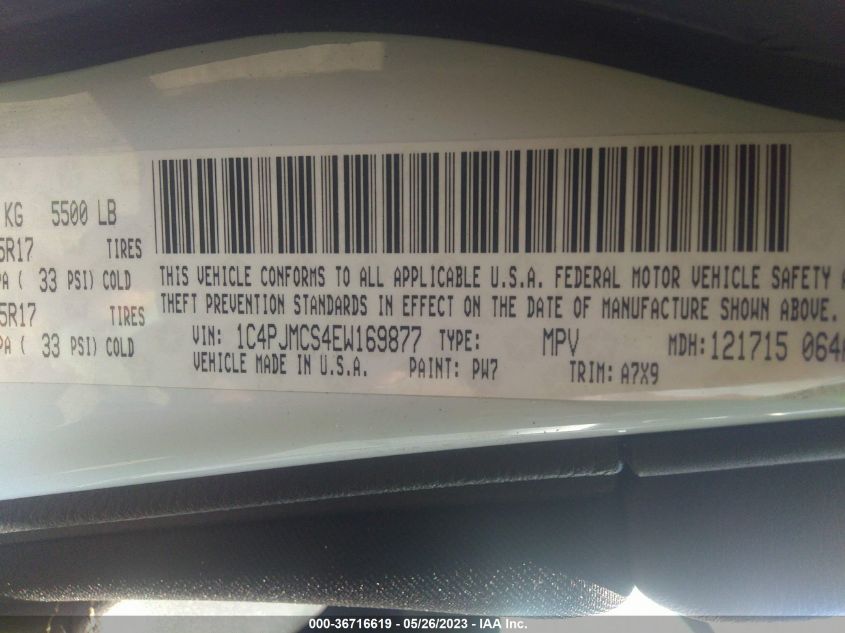 KG 5500 LB
5R17 TIRES
PA ( 33 PSI) COLD
5R17 TIRES
PA ( 33 PSI) COLD
THIS VEHICLE CONFORMS TO ALL APPLICABLE U.S.A. FEDERAL MOTOR VEHICLE SAFETY A
THEFT PREVENTION STANDARDS IN EFFECT ON THE DATE OF MANUFACTURE SHOWN ABOVE.
VIN: 1C4PJMCS4EW169877 TYPE: MPV MDH: 121715 064A
VEHICLE MADE IN U.S.A. PAINT: PW7 TRIM: A7X9
000-36716619 - 05/26/2023 - IAA Inc.